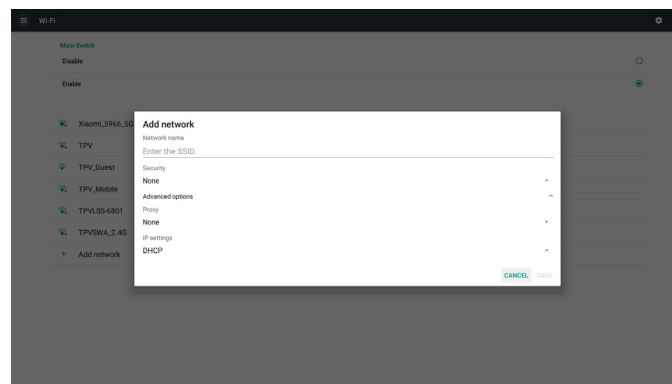 Wi-Fi
Main Switch
Disable
Enable
Xiaomi_5966_5G
TPV
TPV_Guest
TPV_Mobile
TPVLSS-6801
TPVSWA_2.4G
+ Add network
Add network
Network name
Enter the SSID
Security
None
Advanced options
Proxy
None
IP settings
DHCP
CANCEL SAVE